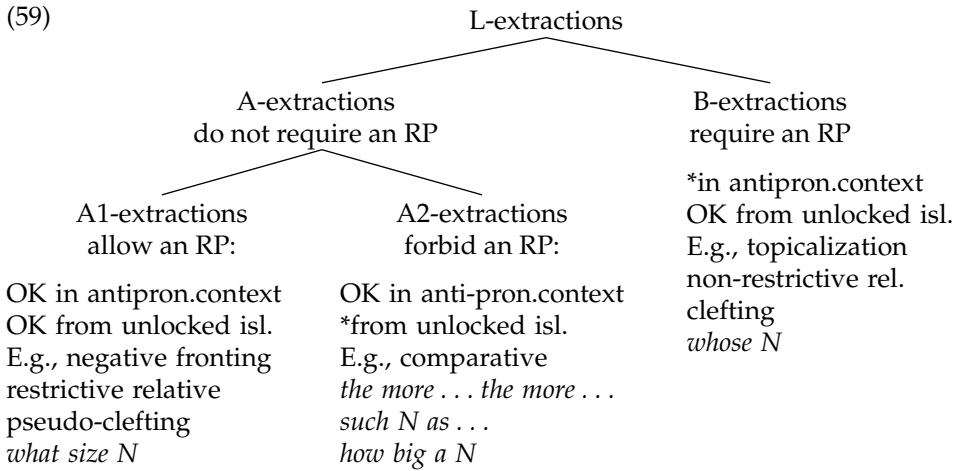 (59)
L-extractions
A-extractions
do not require an RP
B-extractions
require an RP
*in antipron.context
OK from unlocked isl.
E.g., topicalization
non-restrictive rel.
clefting
whose N
A1-extractions
allow an RP:
OK in antipron.context
OK from unlocked isl.
E.g., negative fronting
restrictive relative
pseudo-clefting
what size N
A2-extractions
forbid an RP:
OK in anti-pron.context
*from unlocked isl.
E.g., comparative
the more . . . the more . . .
such N as . . .
how big a N